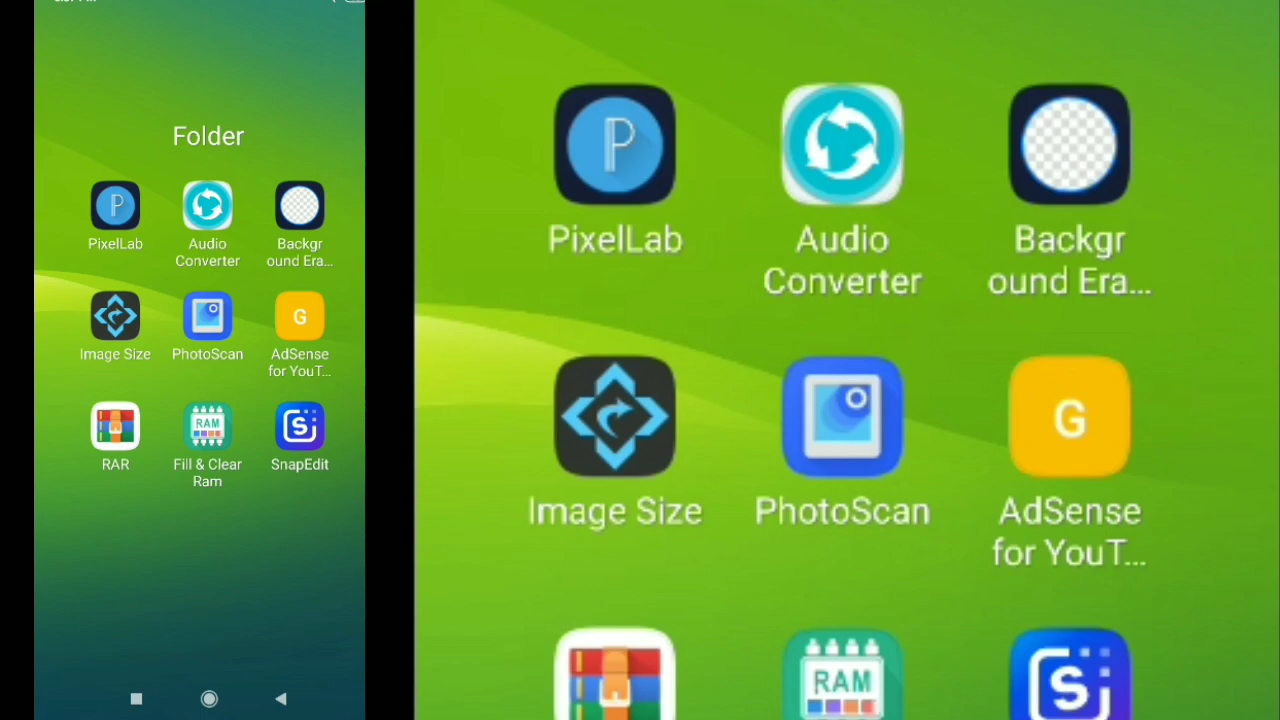 Folder
P
PixelLab
Audio
Converter
Backgr
ound Era...
Image Size
PhotoScan
G
AdSense
for YouT...
RAR
RAM
Fill & Clear
Ram
S
SnapEdit
P
PixelLab
Audio
Converter
Backgr
ound Era...
Image Size
PhotoScan
G
AdSense
for YouT...
RAM
S